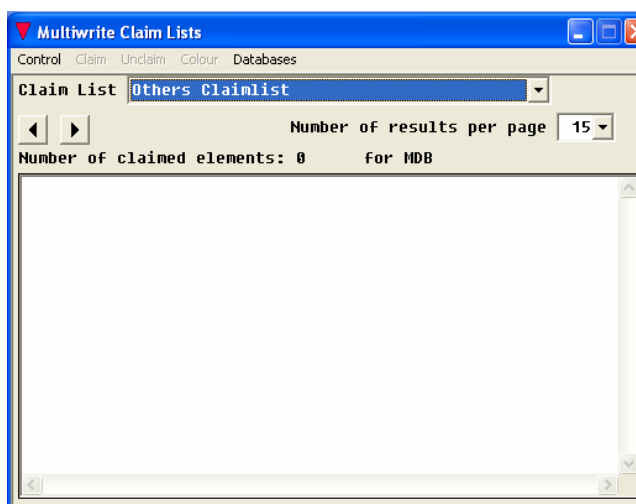 Multiwrite Claim Lists
Control Claim Unclaim Colour Databases
Claim List Others Claimlist
Number of results per page 15
Number of claimed elements: 0 for MDB